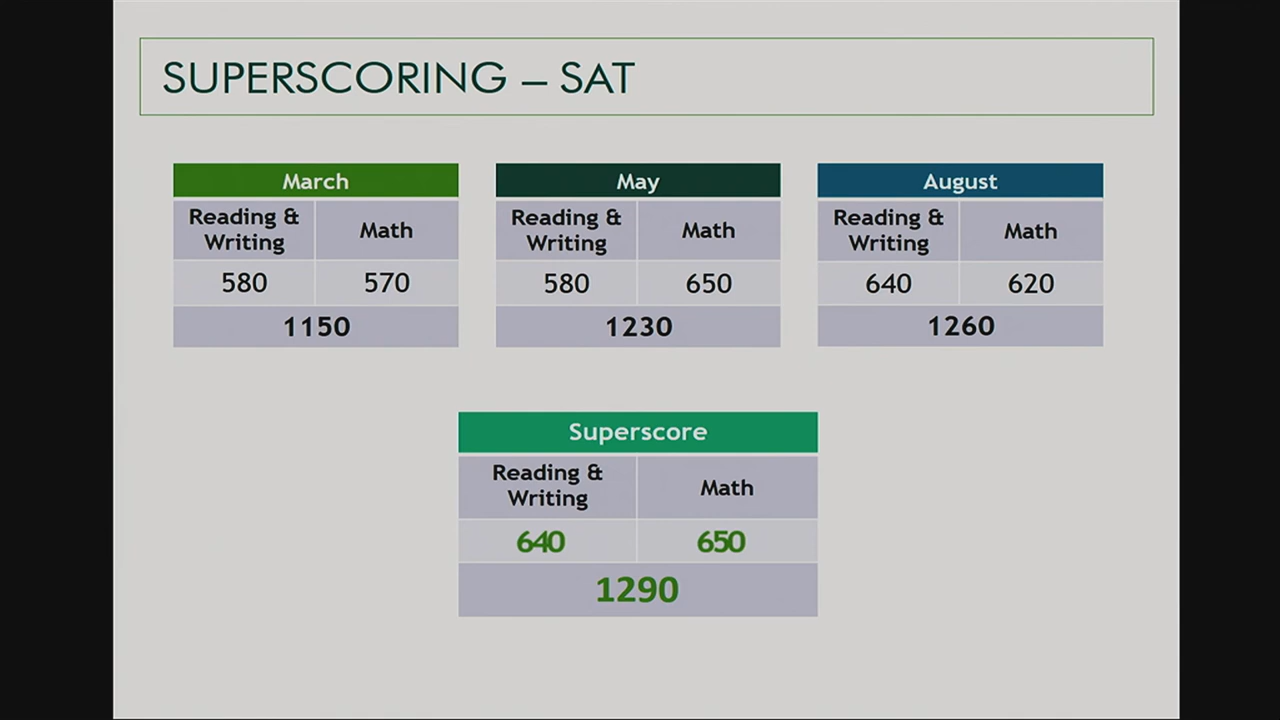 SUPERSCORING – SAT
March
Reading & Writing
Math
580
570
1150
May
Reading & Writing
Math
580
650
1230
August
Reading & Writing
Math
640
620
1260
Superscore
Reading & Writing
Math
640
650
1290